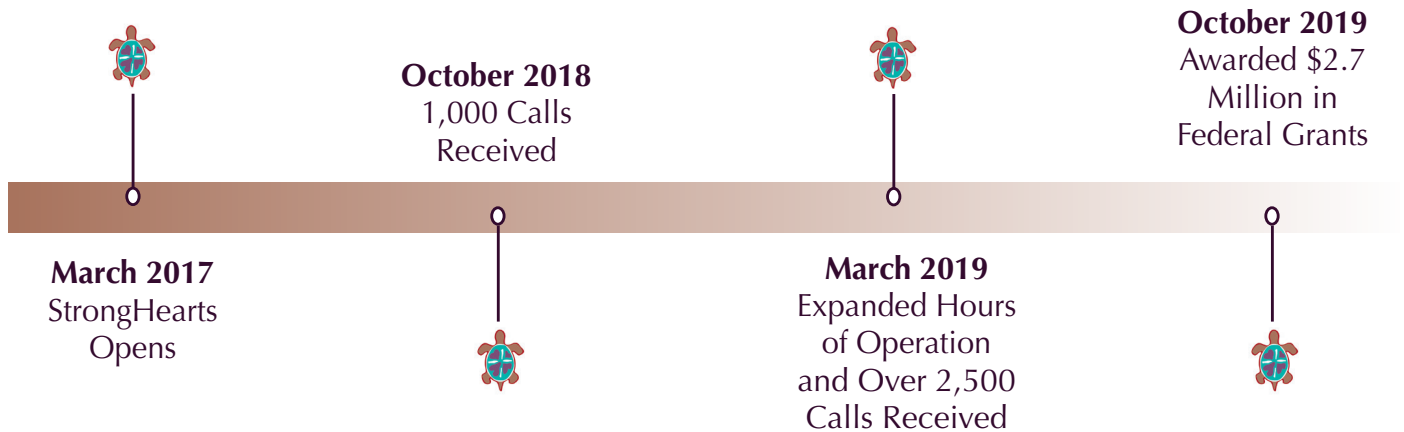 March 2017
StrongHearts
Opens
October 2018
1,000 Calls
Received
March 2019
Expanded Hours
of Operation
and Over 2,500
Calls Received
October 2019
Awarded $2.7
Million in
Federal Grants